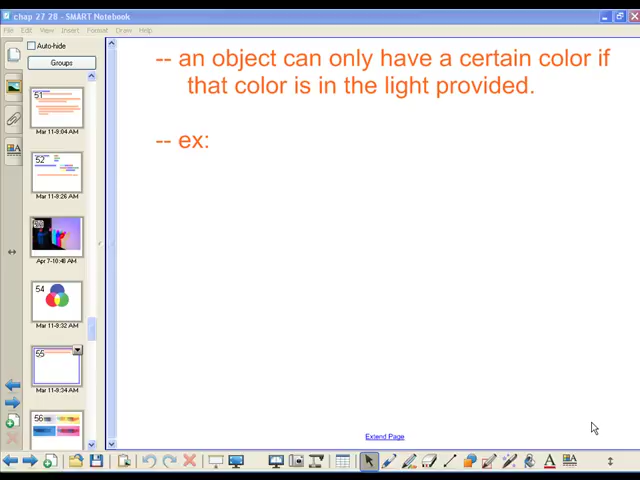 chap 27 28 - SMART Notebook
File Edit View Insert Format Draw Help
Auto-hide
Groups
51
Mar 11-9:04 AM
52
Mar 11-9:26 AM
Apr 7-10:48 AM
54
Mar 11-9:32 AM
55
Mar 11-9:34 AM
56
-- an object can only have a certain color if
that color is in the light provided.
-- ex:
Extend Page